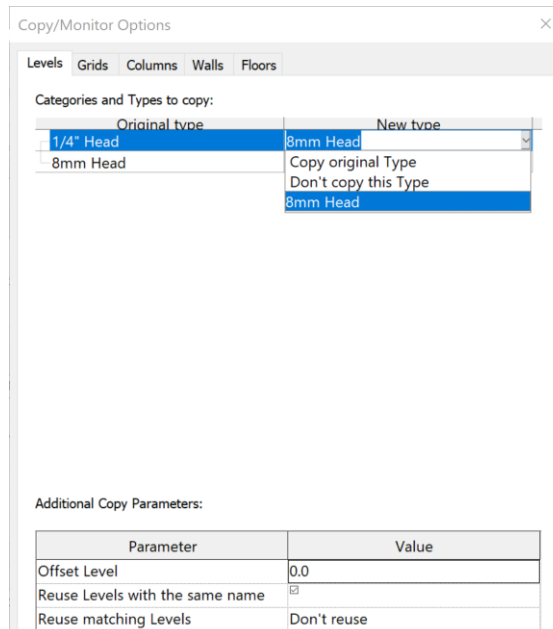 Copy/Monitor Options
Levels Grids Columns Walls Floors
Categories and Types to copy:
Original type New type
1/4" Head 8mm Head
8mm Head Copy original Type
Don't copy this Type
8mm Head
Additional Copy Parameters:
Parameter Value
Offset Level 0.0
Reuse Levels with the same name
Reuse matching Levels Don't reuse